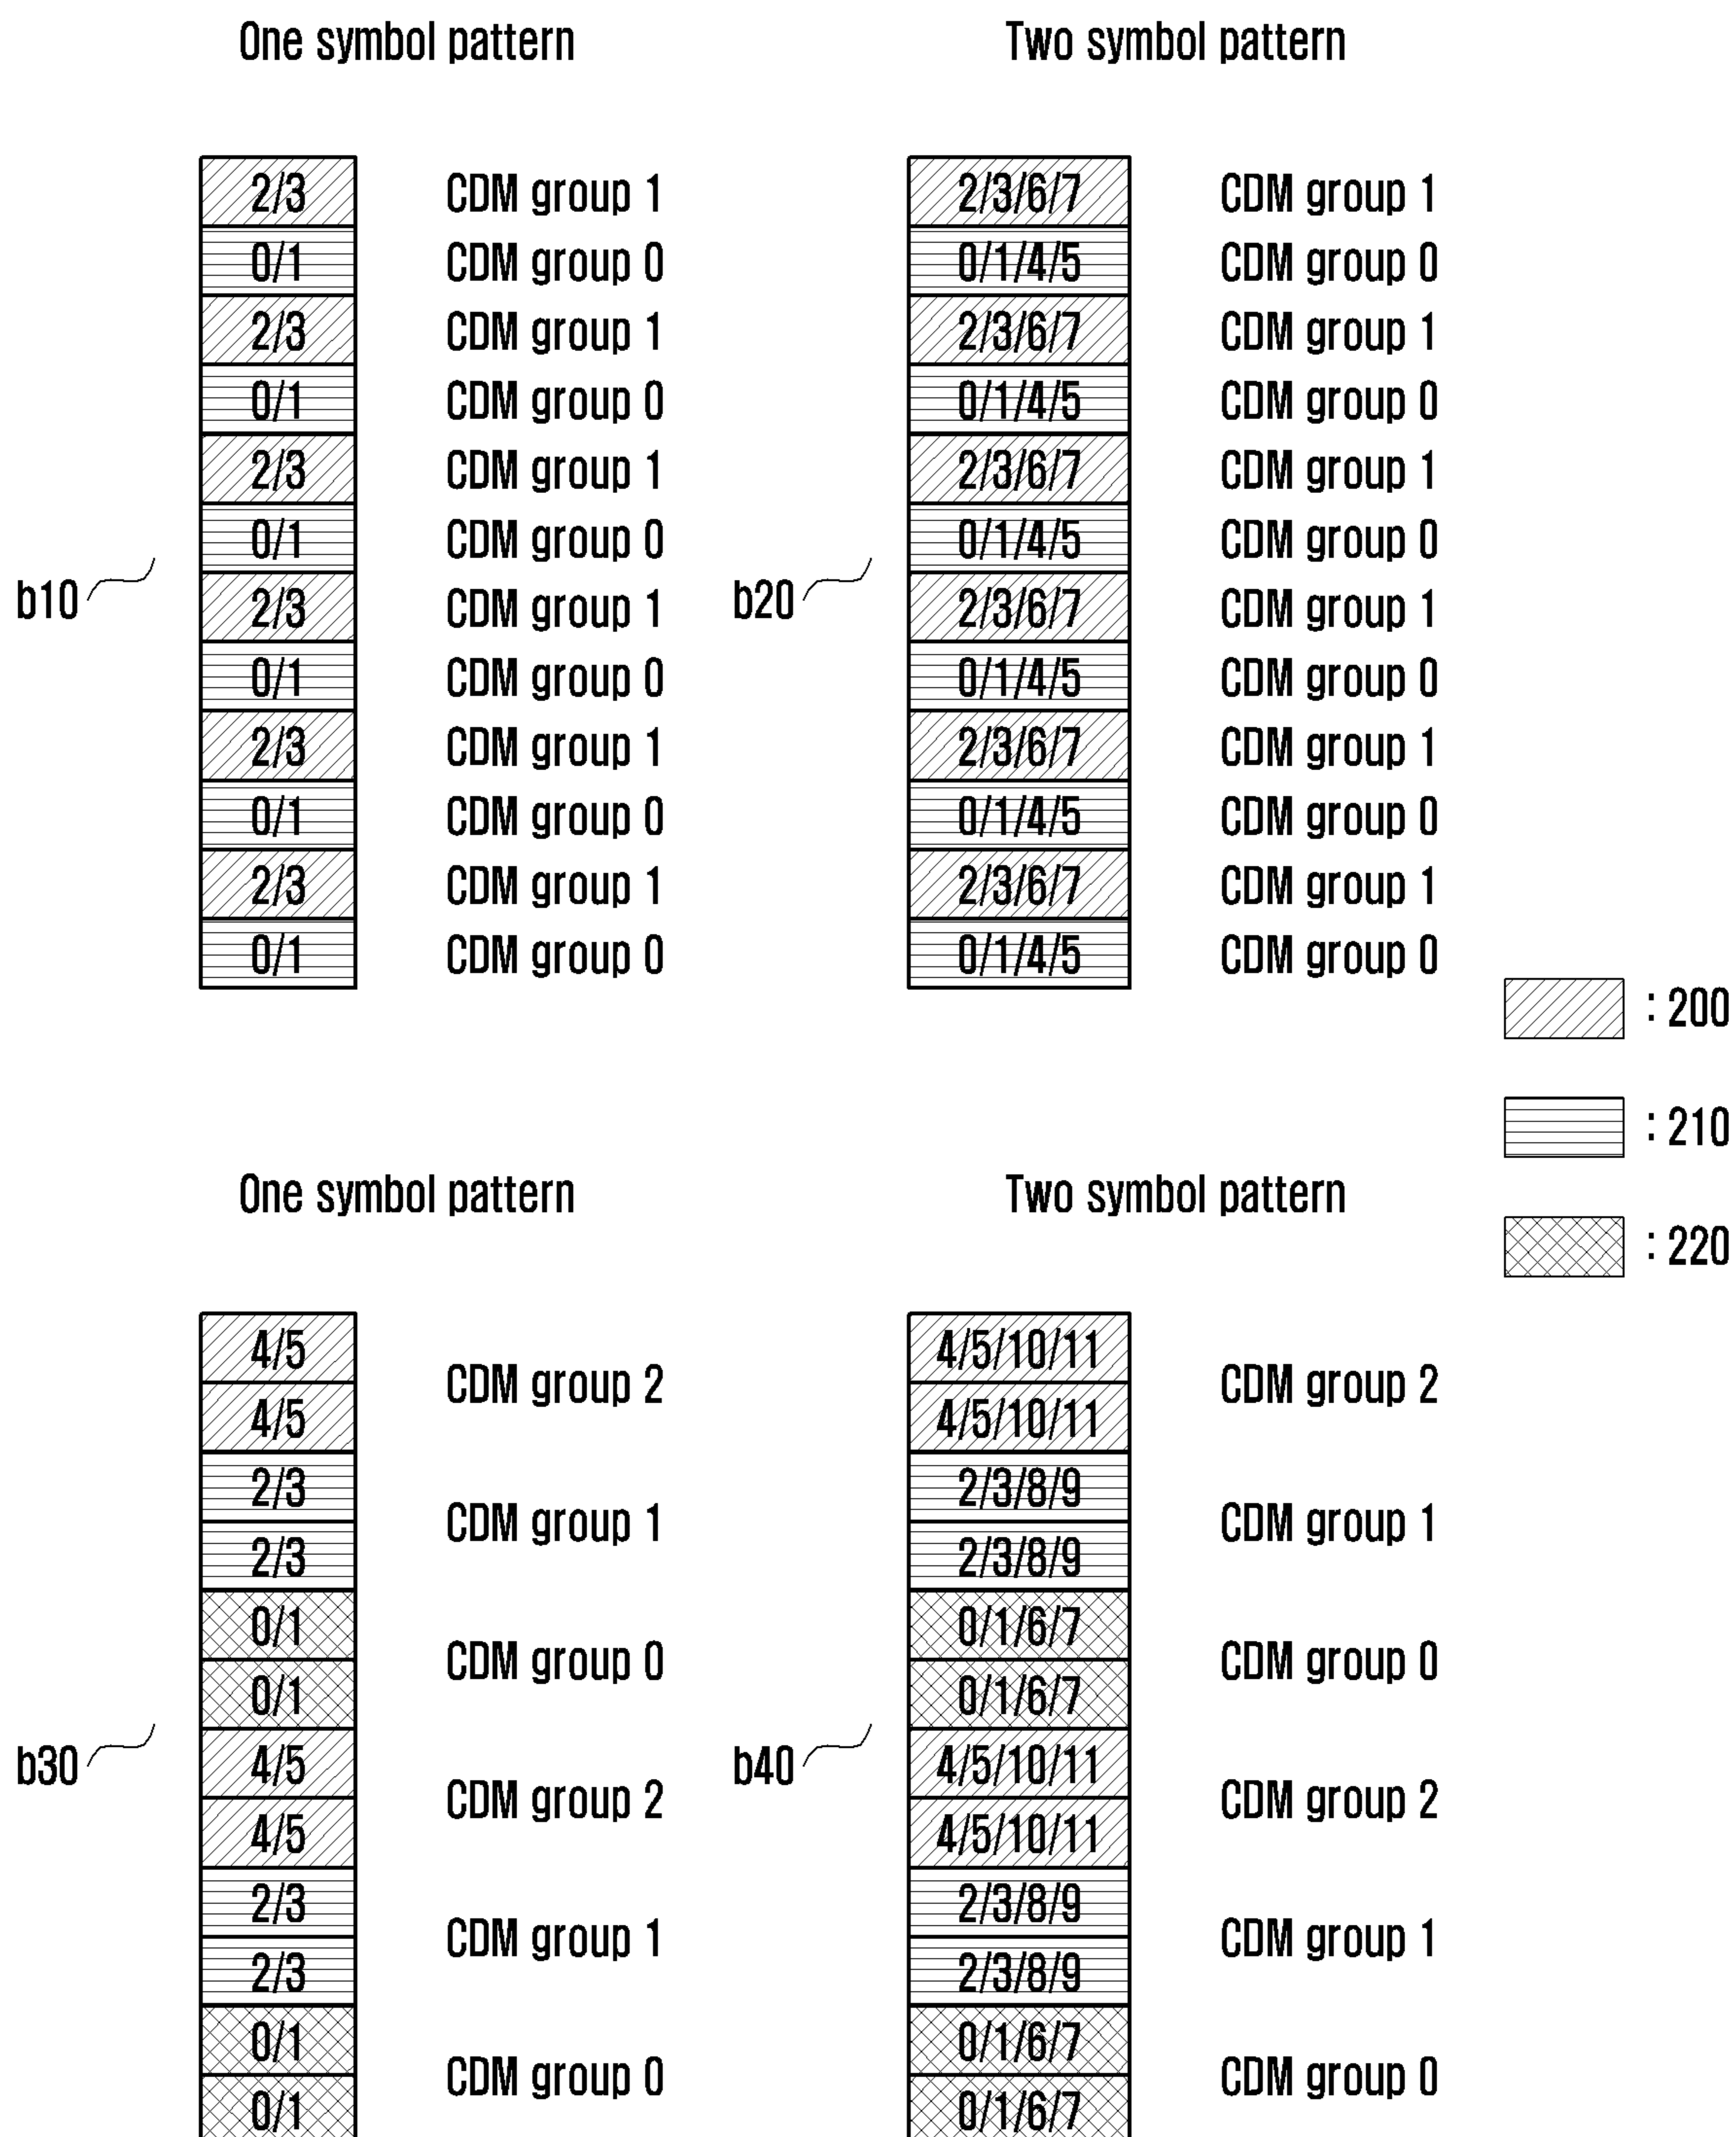 One symbol pattern Two symbol pattern
2/3 CDM group 1 2/3/6/7 CDM group 1
0/1 CDM group 0 0/1/4/5 CDM group 0
2/3 CDM group 1 2/3/6/7 CDM group 1
0/1 CDM group 0 0/1/4/5 CDM group 0
2/3 CDM group 1 2/3/6/7 CDM group 1
0/1 CDM group 0 0/1/4/5 CDM group 0
b10 2/3 CDM group 1 b20 2/3/6/7 CDM group 1
0/1 CDM group 0 0/1/4/5 CDM group 0
2/3 CDM group 1 2/3/6/7 CDM group 1
0/1 CDM group 0 0/1/4/5 CDM group 0
2/3 CDM group 1 2/3/6/7 CDM group 1
0/1 CDM group 0 0/1/4/5 CDM group 0
: 200
: 210
: 220
One symbol pattern Two symbol pattern
4/5 4/5/10/11
CDM group 2 CDM group 2
4/5 4/5/10/11
2/3 2/3/8/9
CDM group 1 CDM group 1
2/3 2/3/8/9
0/1 0/1/6/7
CDM group 0 CDM group 0
0/1 0/1/6/7
b30 4/5 b40 4/5/10/11
CDM group 2 CDM group 2
4/5 4/5/10/11
2/3 2/3/8/9
CDM group 1 CDM group 1
2/3 2/3/8/9
0/1 0/1/6/7
CDM group 0 CDM group 0
0/1 0/1/6/7